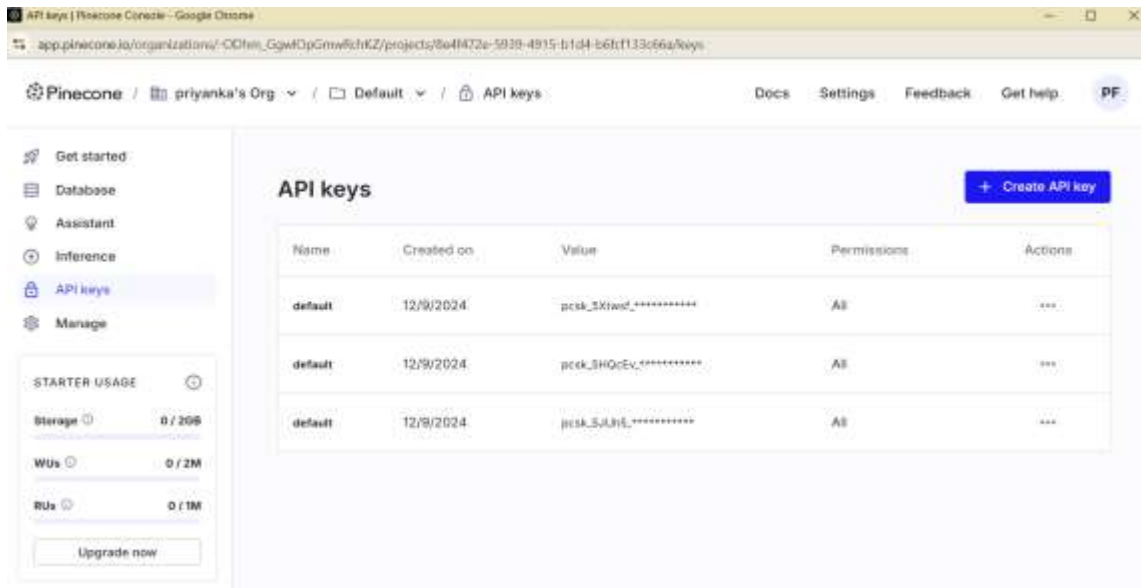 API keys | Pinecone Console - Google Chrome
Pinecone / priyanka's Org / Default / API keys Docs Settings Feedback Get help PF
Get started
Database
Assistant
Inference
API keys
Manage
STARTER USAGE
Storage 0 / 2GB
WUs 0 / 2M
RUs 0 / 1M
Upgrade now
API keys
+ Create API key
Name Created on Value Permissions Actions
default 12/9/2024 All •••
default 12/9/2024 All •••
default 12/9/2024 All •••